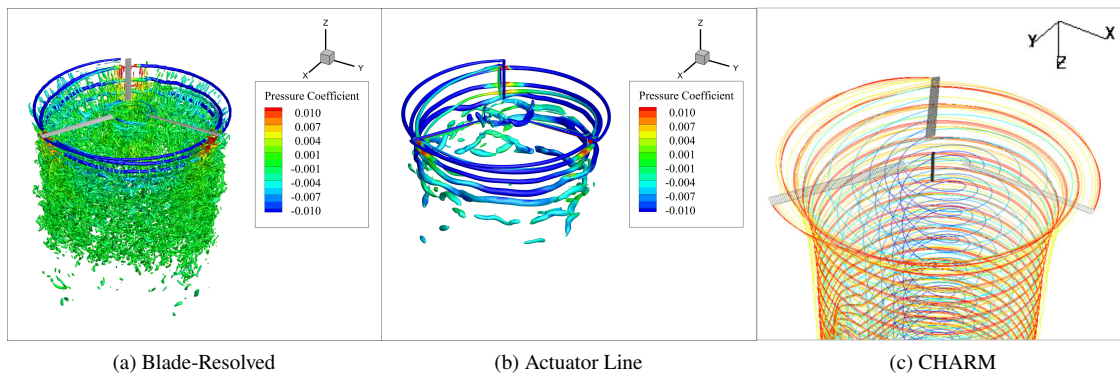 Z
X
Y
Pressure Coefficient
0.010
0.007
0.004
0.001
-0.001
-0.004
-0.007
-0.010
Z
X
Y
Pressure Coefficient
0.010
0.007
0.004
0.001
-0.001
-0.004
-0.007
-0.010
Y
X
Z
(a) Blade-Resolved
(b) Actuator Line
(c) CHARM